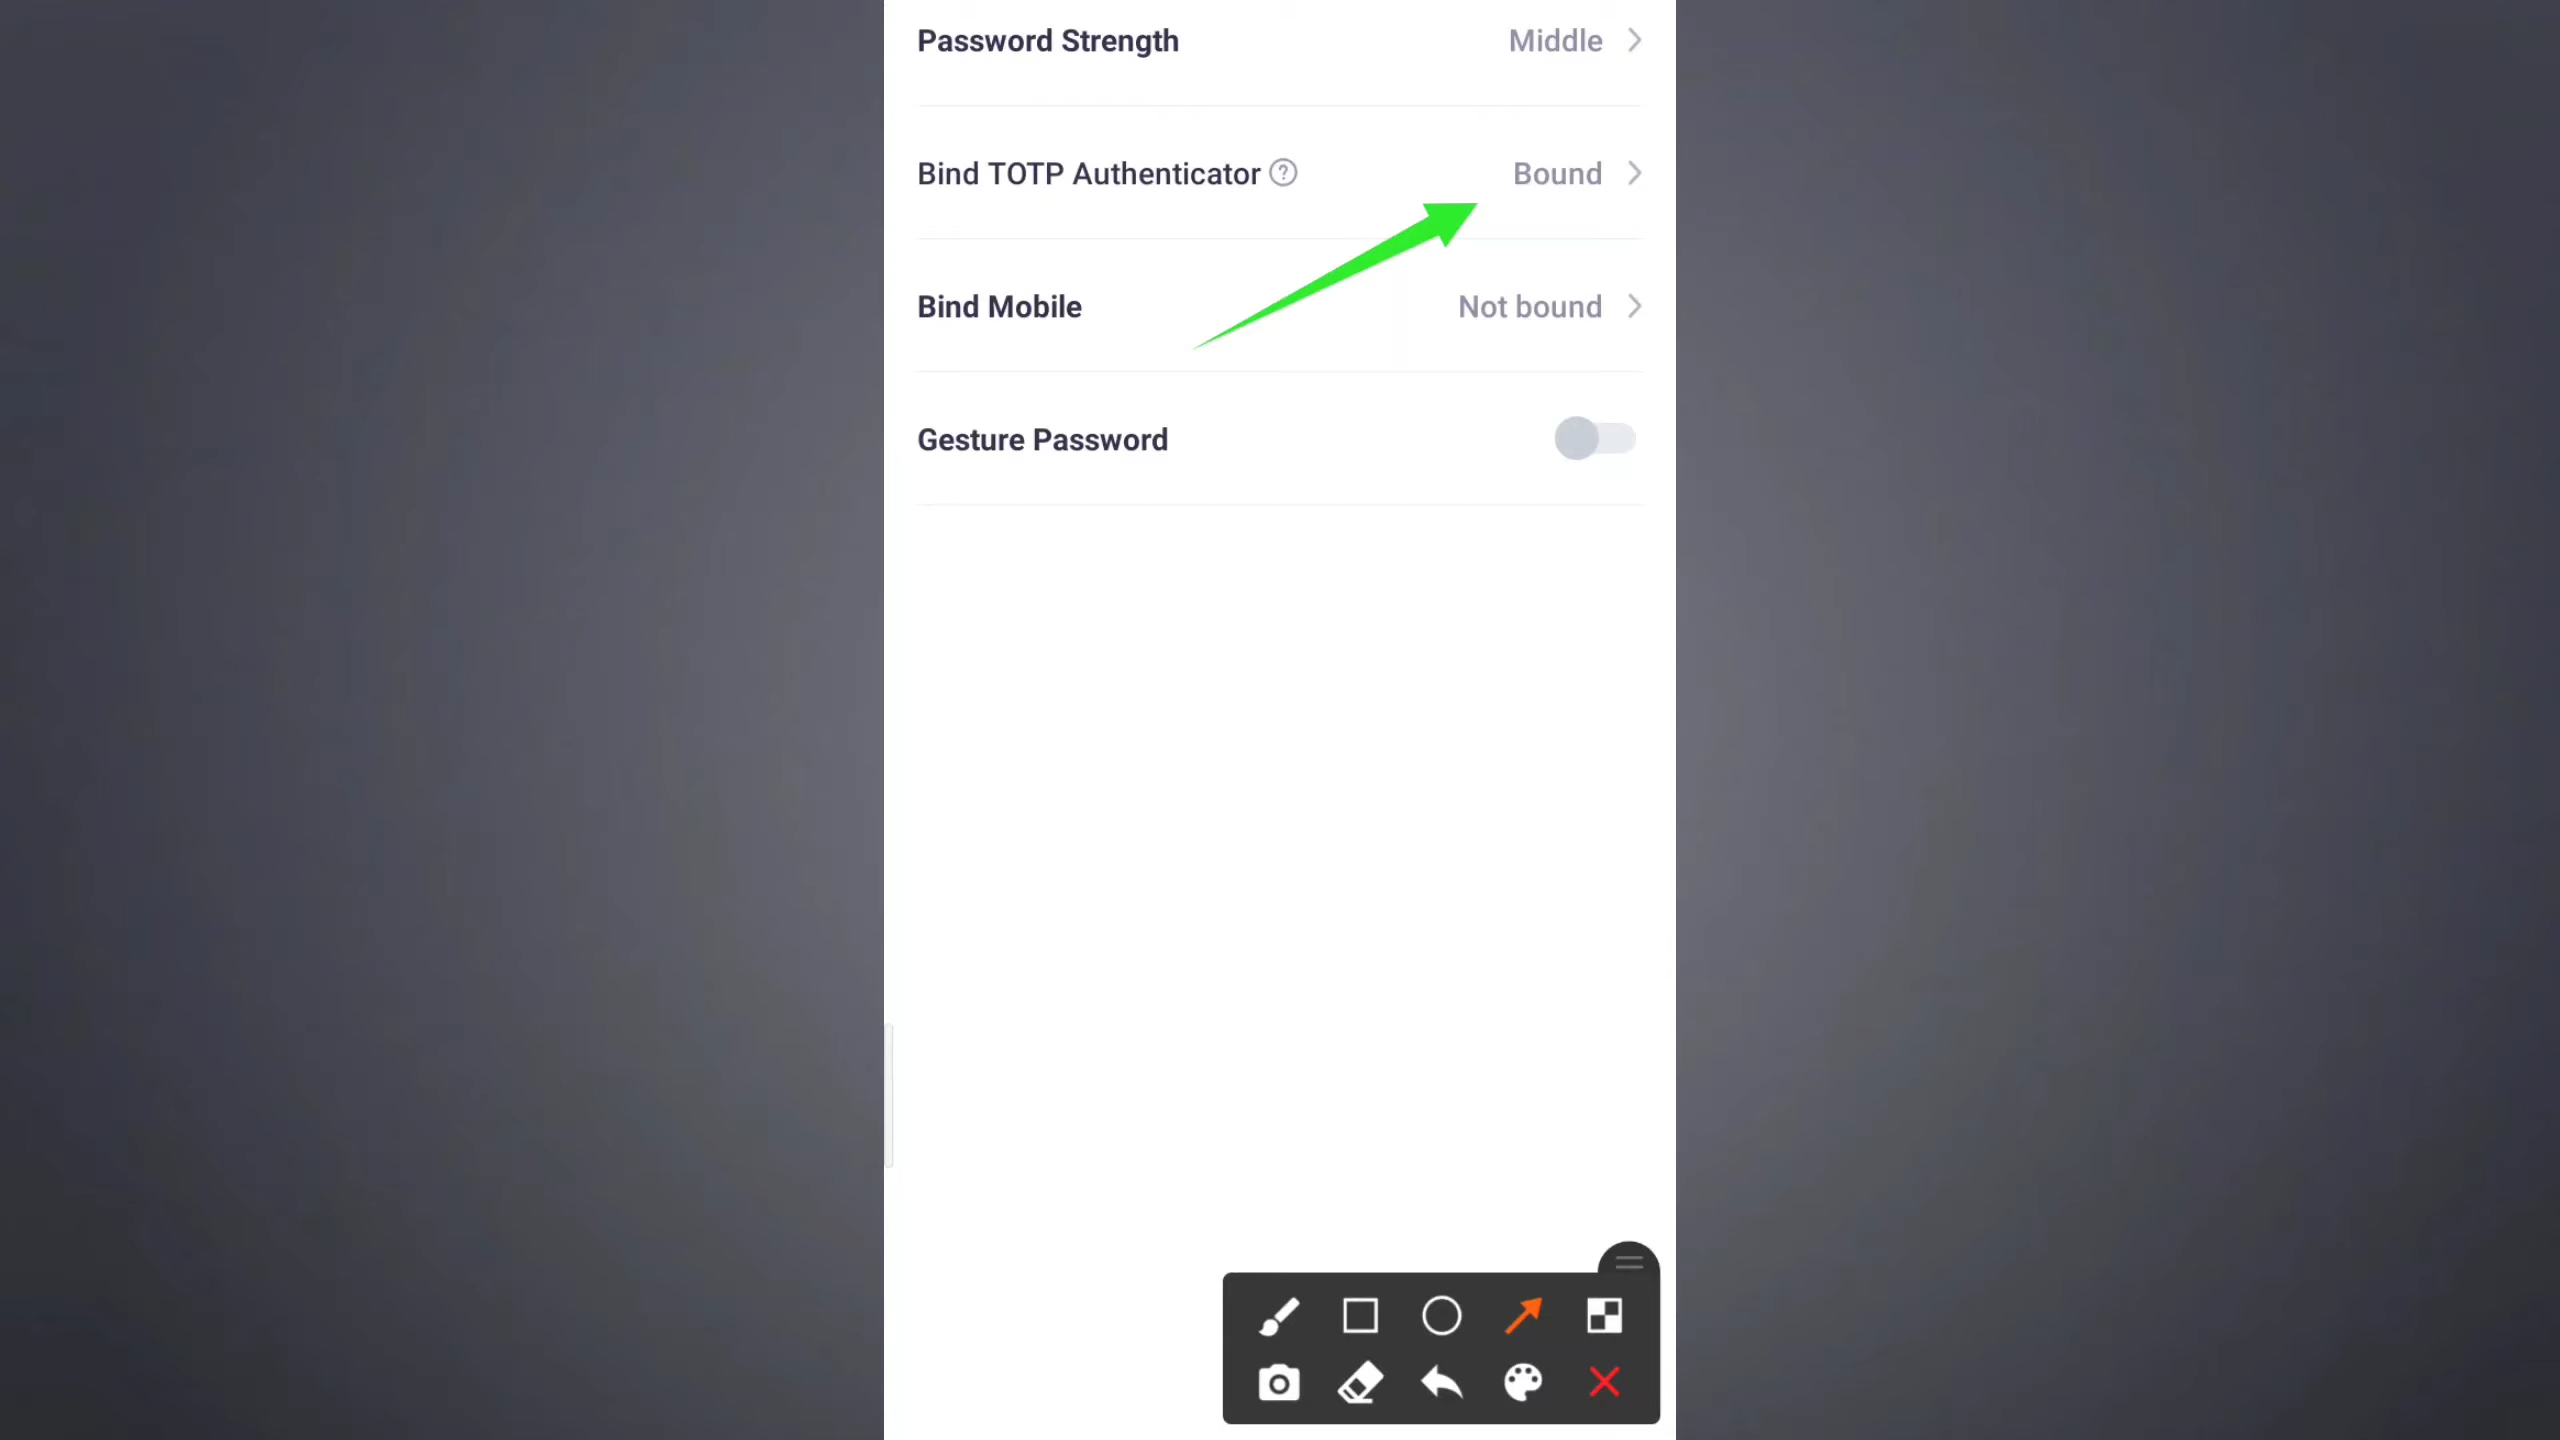 Password Strength Middle
Bind TOTP Authenticator Bound
Bind Mobile Not bound
Gesture Password